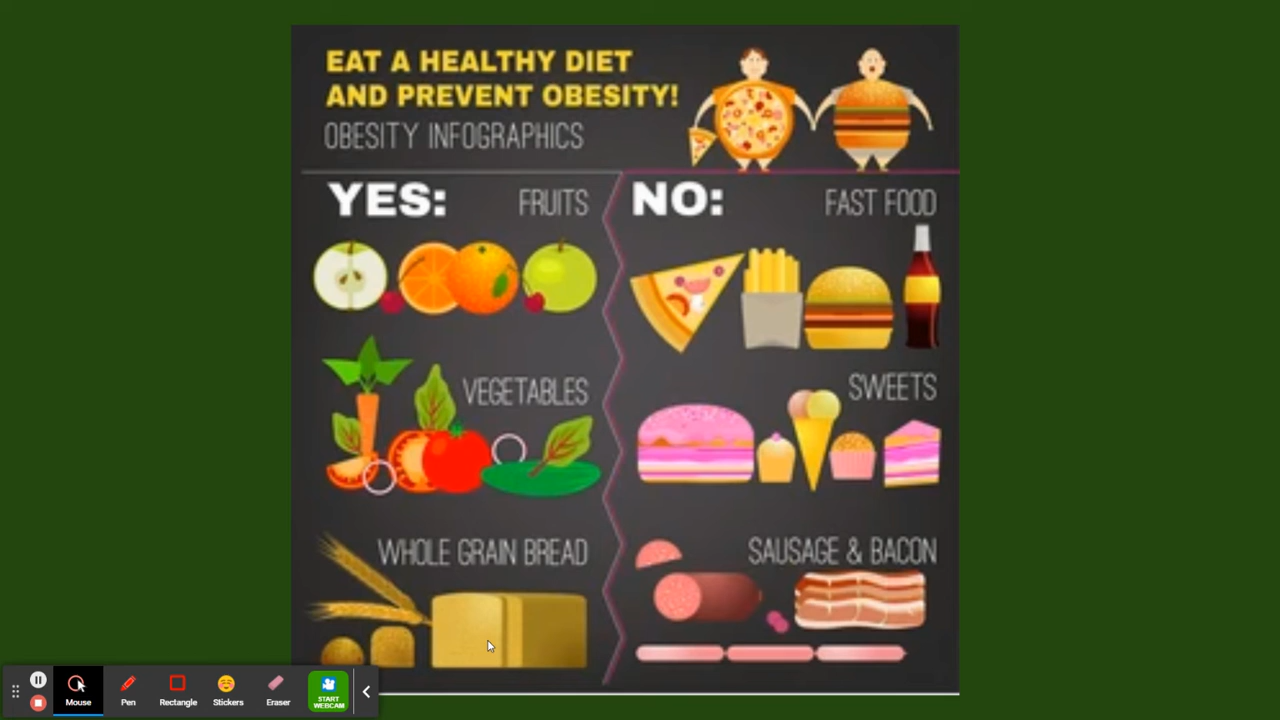 EAT A HEALTHY DIET
AND PREVENT OBESITY!
OBESITY INFOGRAPHICS
YES:
FRUITS
NO:
FAST FOOD
VEGETABLES
SWEETS
WHOLE GRAIN BREAD
SAUSAGE & BACON
Mouse
Pen
Rectangle
Stickers
Eraser
START
WEBCAM